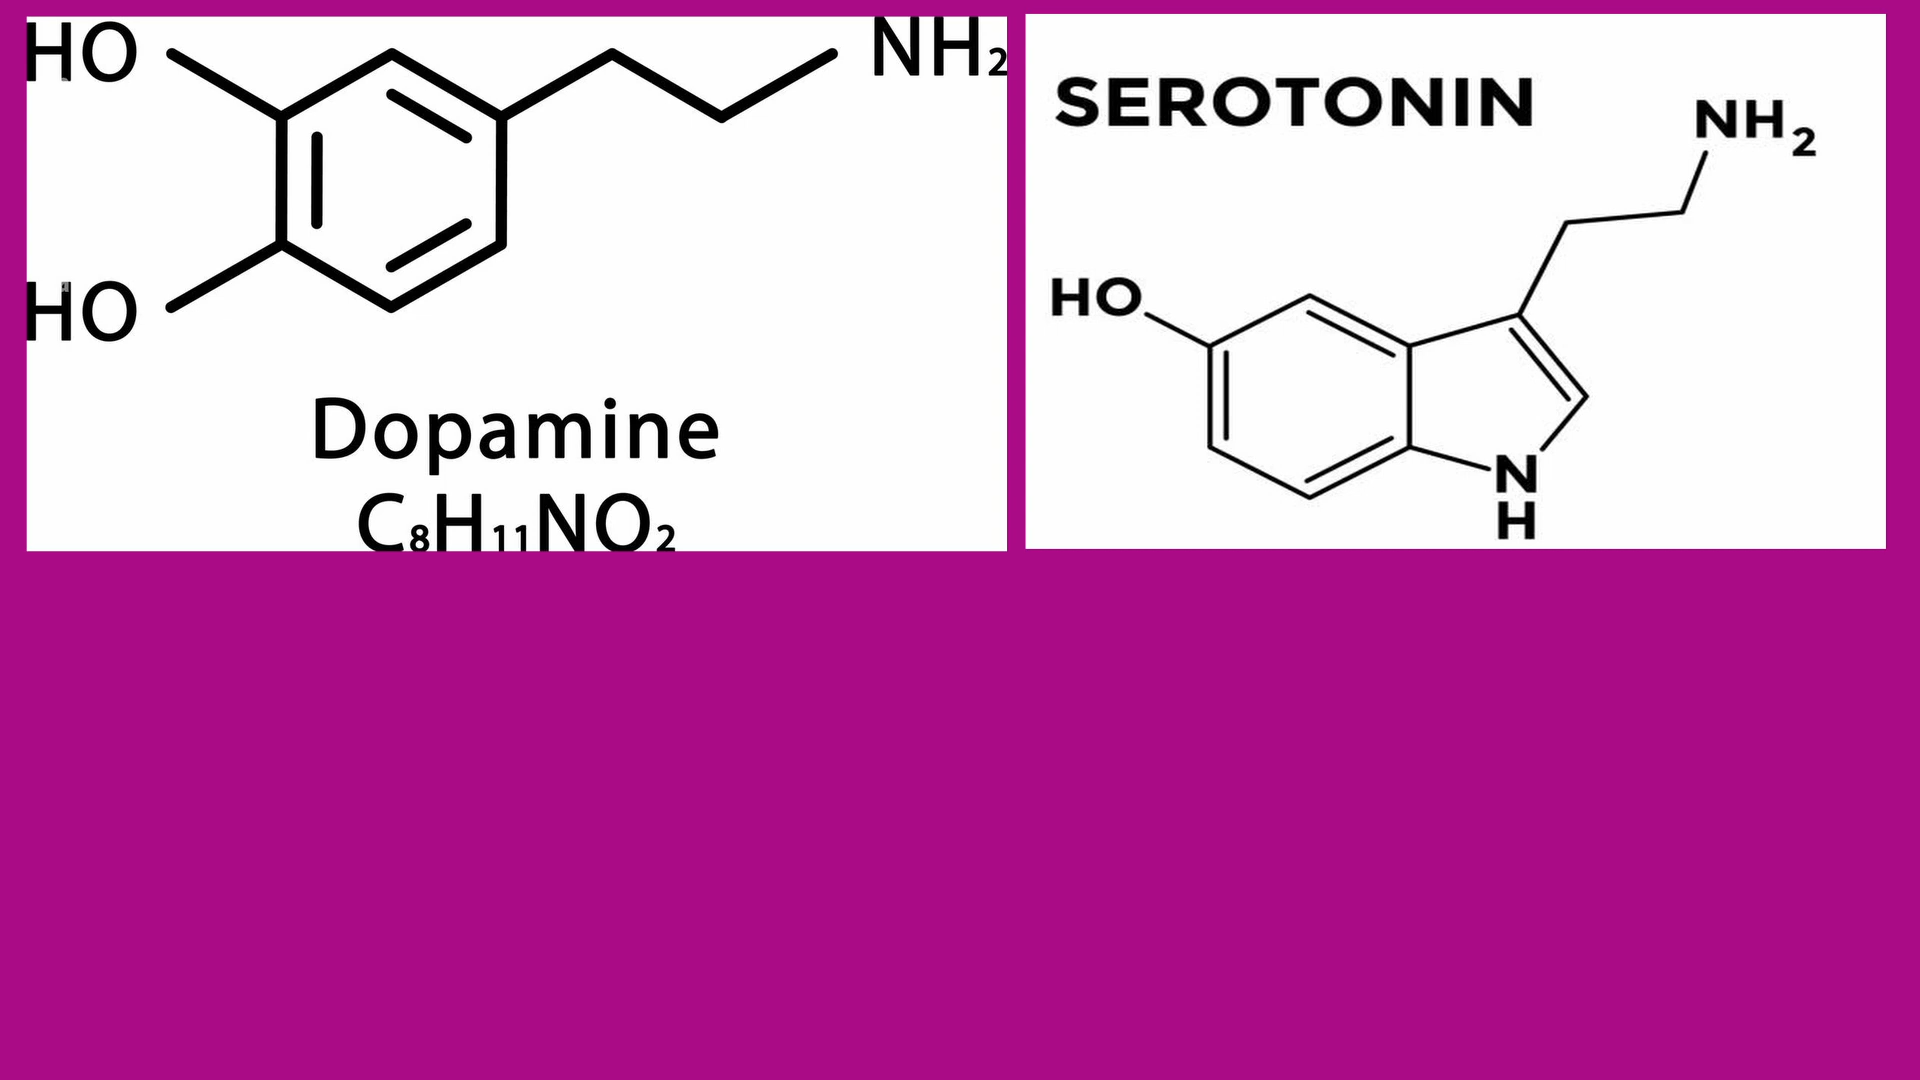 HO
NH₂
HO
Dopamine
C₈H₁₁NO₂
SEROTONIN
NH₂
HO
N
H